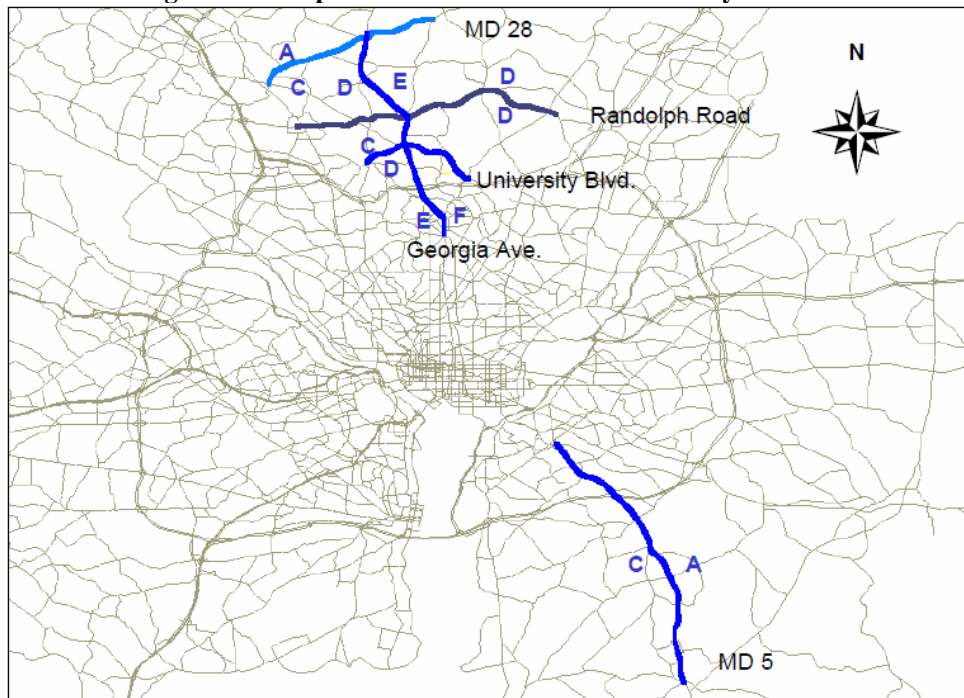 MD 28
A
N
C
D
E
D
D
Randolph Road
C
D
University Blvd.
E
F
Georgia Ave.
C
A
MD 5